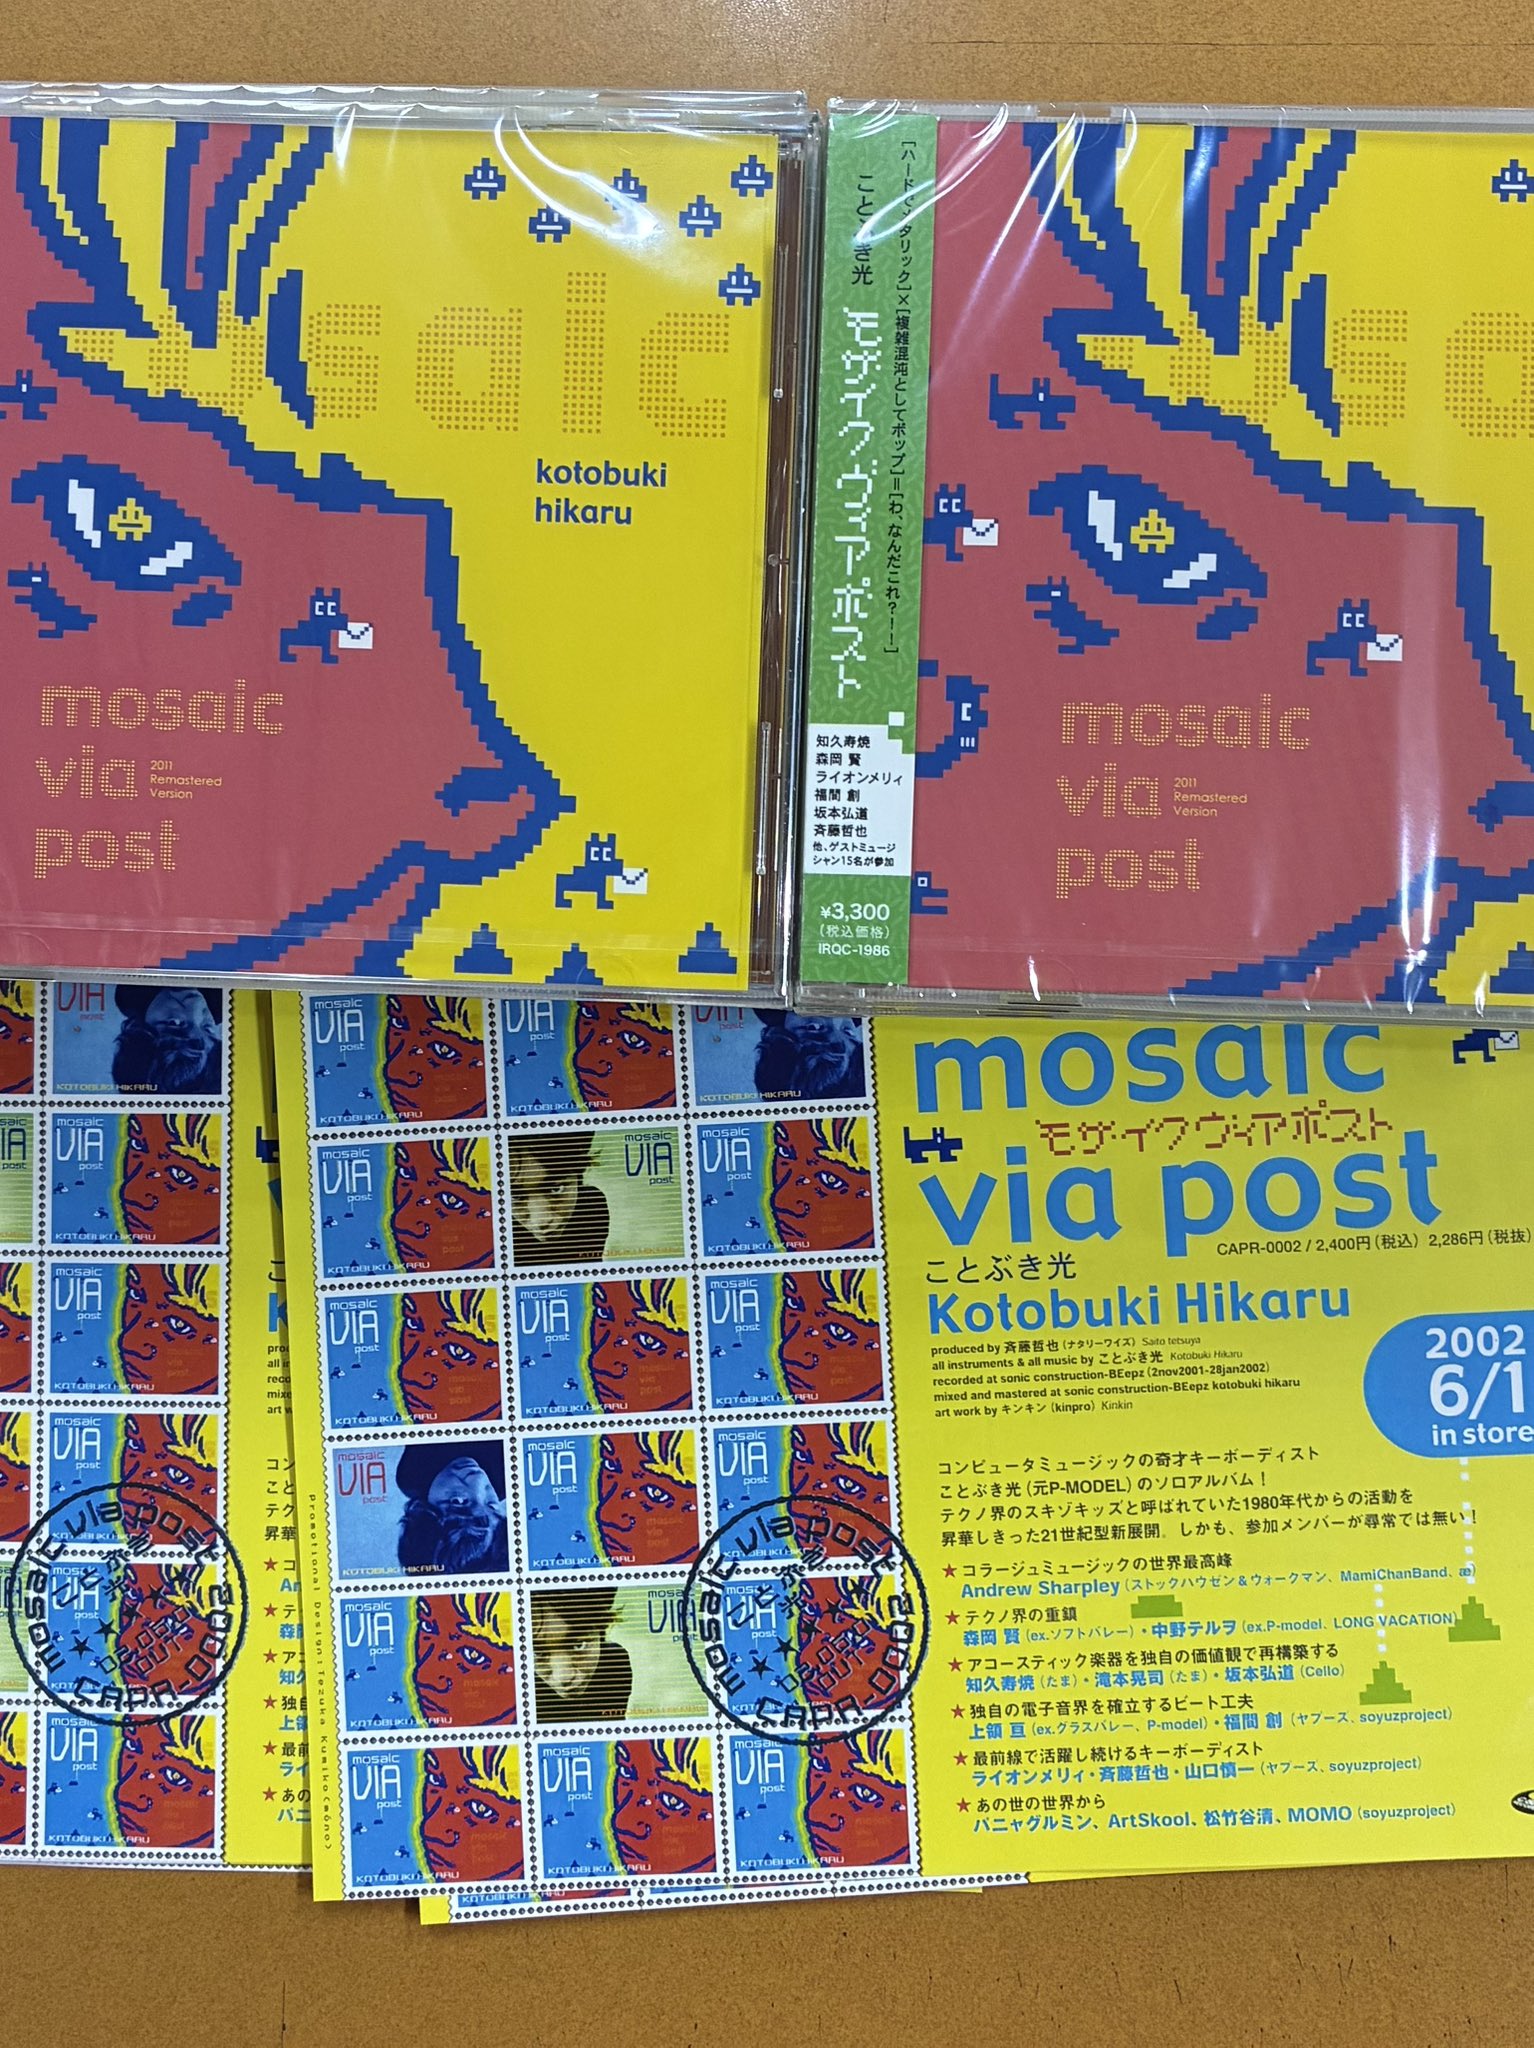 mosaic
kotobuki
hikaru
mosaic
via
post
2011
Remastered
Version
[ハードでメタリック]×[複雑混沌としてポップ]=[わ、なんだこれ?!!]
ことぶき光
モザイクヴィアポスト
知久寿焼
森岡 賢
ライオンメリィ
福間 創
坂本弘道
斉藤哲也
他、ゲストミュージ
シャン15名が参加
¥3,300
(税込価格)
IRQC-1986
mosaic
via
post
2011
Remastered
Version
mosaic
モザイクヴィアポスト
via post
CAPR-0002 / 2,400円(税込) 2,286円(税抜)
ことぶき光
Kotobuki Hikaru
produced by 斉藤哲也 (ナタリーワイズ) Saito tetsuya
all instruments & all music by ことぶき光 Kotobuki Hikaru
recorded at sonic construction-BEepz (2nov2001-28jan2002)
mixed and mastered at sonic construction-BEepz kotobuki hikaru
art work by キンキン (kinpro) Kinkin
2002
6/1
in store
コンピュータミュージックの奇才キーボーディスト
ことぶき光 (元P-MODEL) のソロアルバム!
テクノ界のスキゾキッズと呼ばれていた1980年代からの活動を
昇華しきった21世紀型新展開。しかも、参加メンバーが尋常では無い!
★コラージュミュージックの世界最高峰
Andrew Sharpley (ストックハウゼン&ウォークマン、MamiChanBand、æ)
★テクノ界の重鎮
森岡 賢 (ex.ソフトバレー)・中野テルヲ (ex.P-model、LONG VACATION)
★アコースティック楽器を独自の価値観で再構築する
知久寿焼 (たま)・滝本晃司 (たま)・坂本弘道 (Cello)
★独自の電子音界を確立するビート工夫
上領 亘 (ex.グラスバレー、P-model)・福間 創 (ヤプーズ、soyuzproject)
★最前線で活躍し続けるキーボーディスト
ライオンメリィ・斉藤哲也・山口慎一 (ヤプーズ、soyuzproject)
★あの世の世界から
パニャグルミン、ArtSkool、松竹谷清、MOMO (soyuzproject)
mosaic
VIA
post
KOTOBUKI HIKARU
promotional Design:Tezuka Kumiko